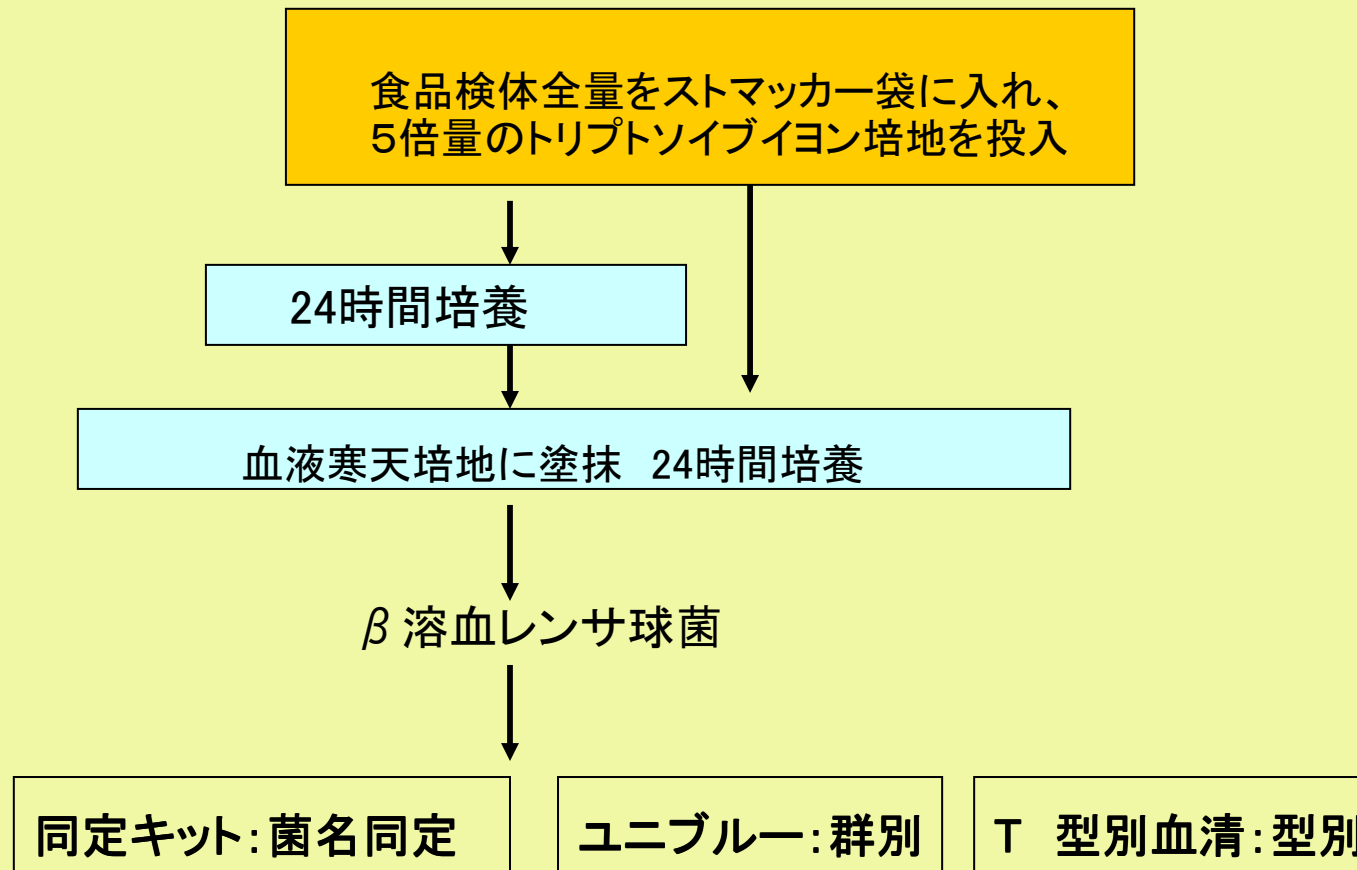 食品検体全量をストマッカー袋に入れ、
5倍量のトリプトソイブイヨン培地を投入
24時間培養
血液寒天培地に塗抹 24時間培養
β溶血レンサ球菌
同定キット:菌名同定
ユニブルー:群別
T 型別血清:型別